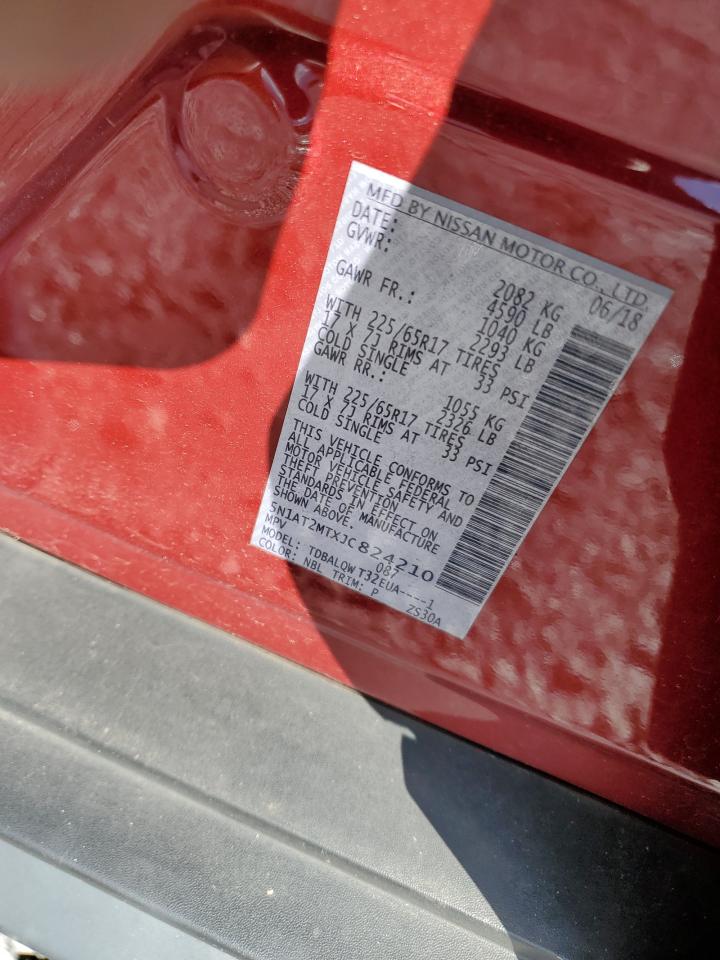 MFD BY NISSAN MOTOR CO., LTD.
DATE: 06/18
GVWR: 2082 KG
4590 LB
GAWR FR.: 1040 KG
2293 LB
WITH 225/65R17 TIRES
17 X 7J RIMS AT 33 PSI
COLD SINGLE
GAWR RR.: 1055 KG
2326 LB
WITH 225/65R17 TIRES
17 X 7J RIMS AT 33 PSI
COLD SINGLE
THIS VEHICLE CONFORMS TO
ALL APPLICABLE FEDERAL
MOTOR VEHICLE SAFETY AND
THEFT PREVENTION
STANDARDS IN EFFECT ON
THE DATE OF MANUFACTURE
SHOWN ABOVE.
5N1AT2MTXJC824210
MPV 087
MODEL: TDBALQWT32EUA----1
COLOR: NBL TRIM: P ZS30A